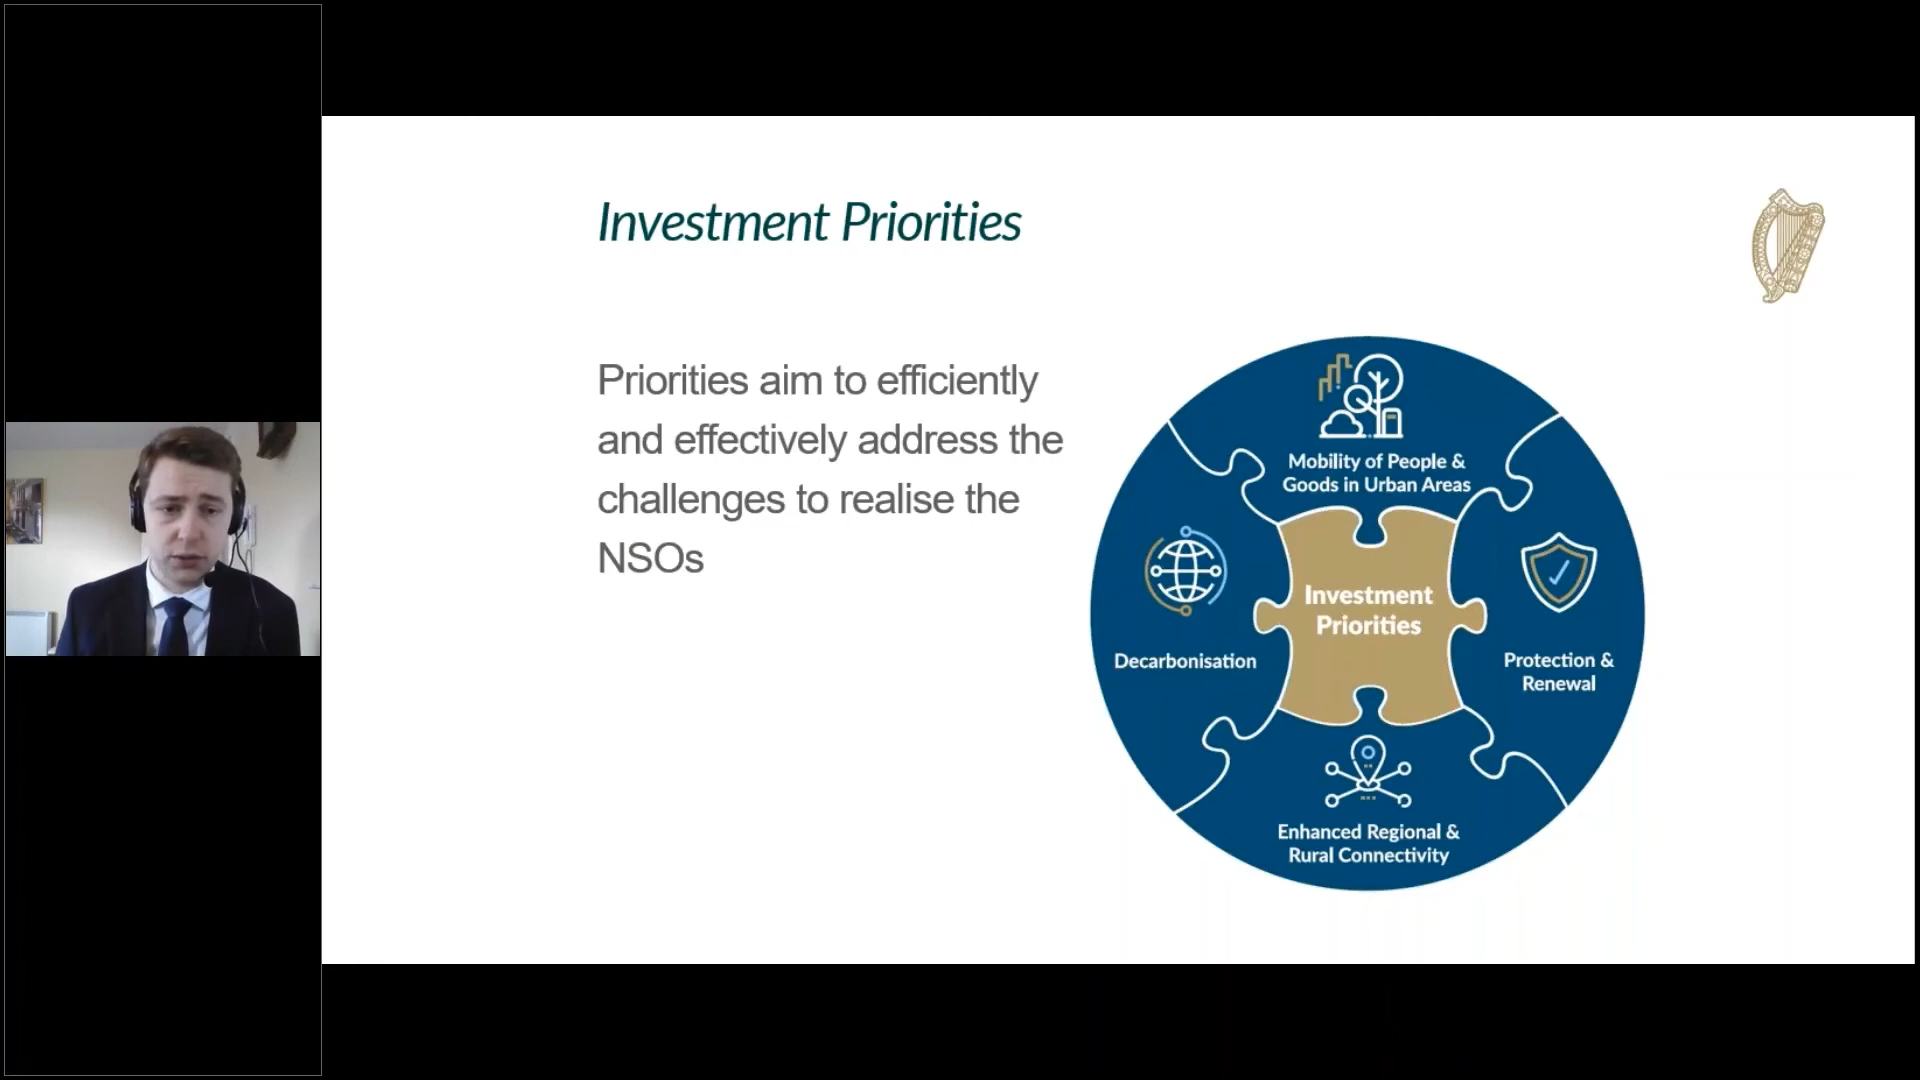 Investment Priorities
Priorities aim to efficiently
and effectively address the
challenges to realise the
NSOs
Mobility of People &
Goods in Urban Areas
Decarbonisation
Investment
Priorities
Protection &
Renewal
Enhanced Regional &
Rural Connectivity